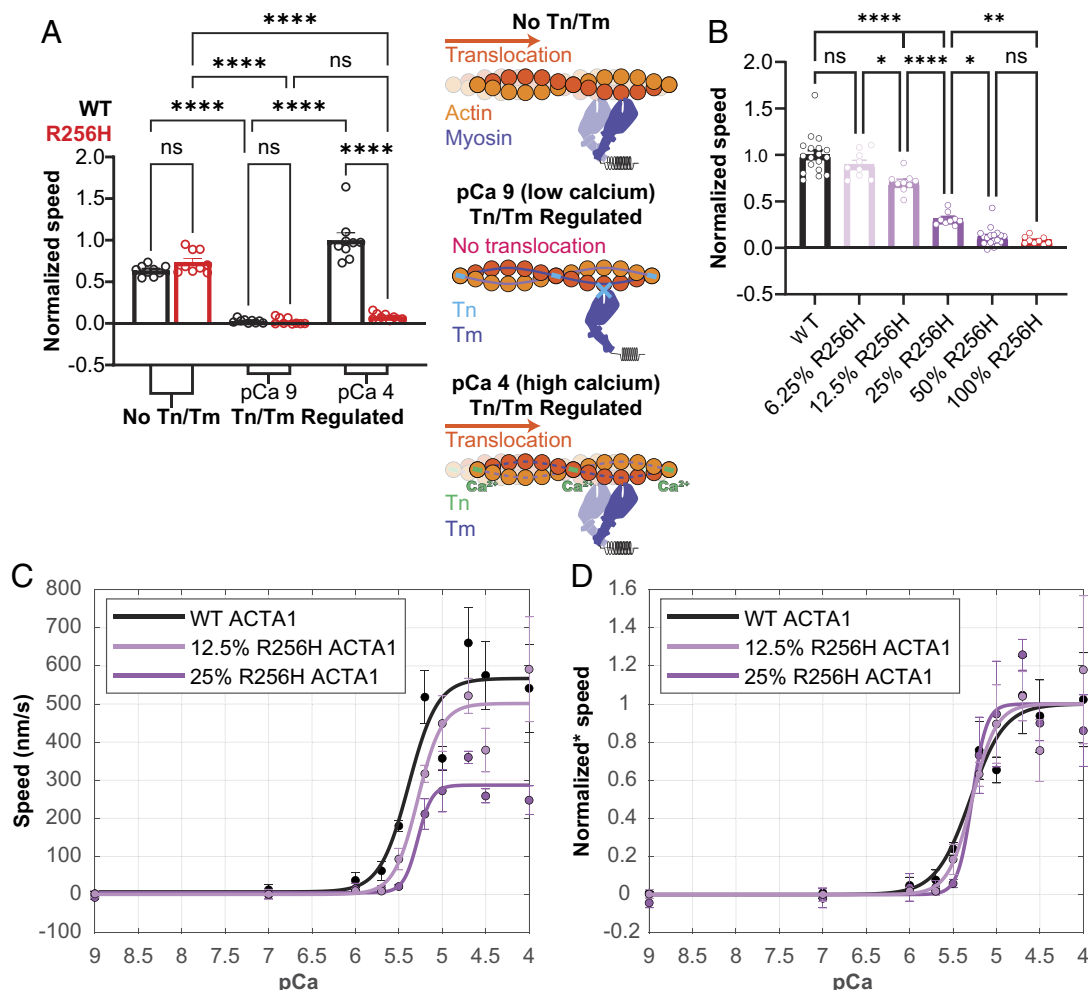 A
****
****
ns
****
****
****
ns
ns
WT
R256H
Normalized speed
2.0
1.5
1.0
0.5
0.0
-0.5
pCa 9
pCa 4
No Tn/Tm
Tn/Tm Regulated
No Tn/Tm
Translocation
Actin
Myosin
pCa 9 (low calcium)
Tn/Tm Regulated
No translocation
Tn
Tm
pCa 4 (high calcium)
Tn/Tm Regulated
Translocation
Ca²⁺
Ca²⁺
Ca²⁺
Tn
Tm
B
****
**
ns
*
****
*
ns
Normalized speed
2.0
1.5
1.0
0.5
0.0
-0.5
WT
6.25% R256H
12.5% R256H
25% R256H
50% R256H
100% R256H
C
800
700
600
500
400
300
200
100
0
-100
Speed (nm/s)
WT ACTA1
12.5% R256H ACTA1
25% R256H ACTA1
9 8.5 8 7.5 7 6.5 6 5.5 5 4.5 4
pCa
D
1.6
1.4
1.2
1
0.8
0.6
0.4
0.2
0
-0.2
Normalized* speed
WT ACTA1
12.5% R256H ACTA1
25% R256H ACTA1
9 8.5 8 7.5 7 6.5 6 5.5 5 4.5 4
pCa